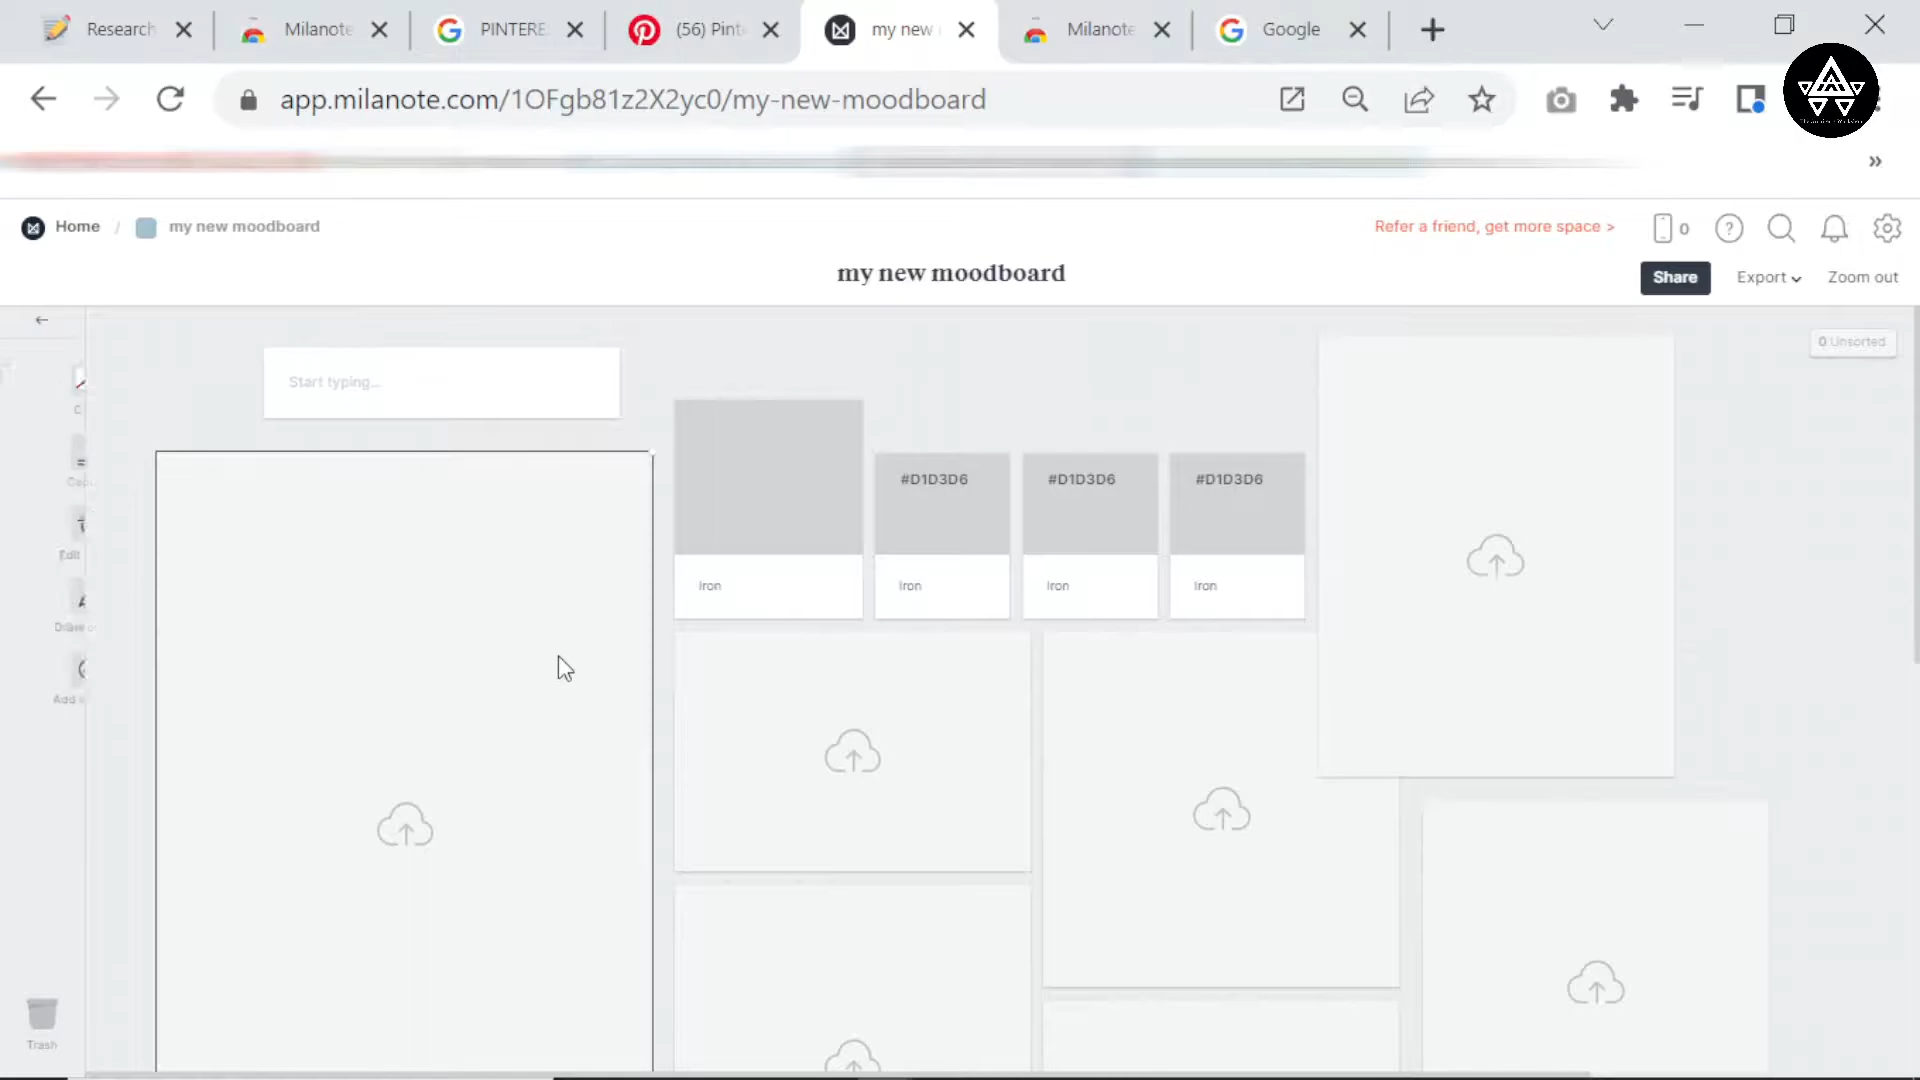 Research
Milanote
PINTERE
(56) Pint
my new
Milanote
Google
app.milanote.com/1OFgb81z2X2yc0/my-new-moodboard
»
Home / my new moodboard
Refer a friend, get more space >
0
my new moodboard
Share
Export
Zoom out
0 Unsorted
Start typing...
#D1D3D6
#D1D3D6
#D1D3D6
Iron
Iron
Iron
Iron
Edit
Trash